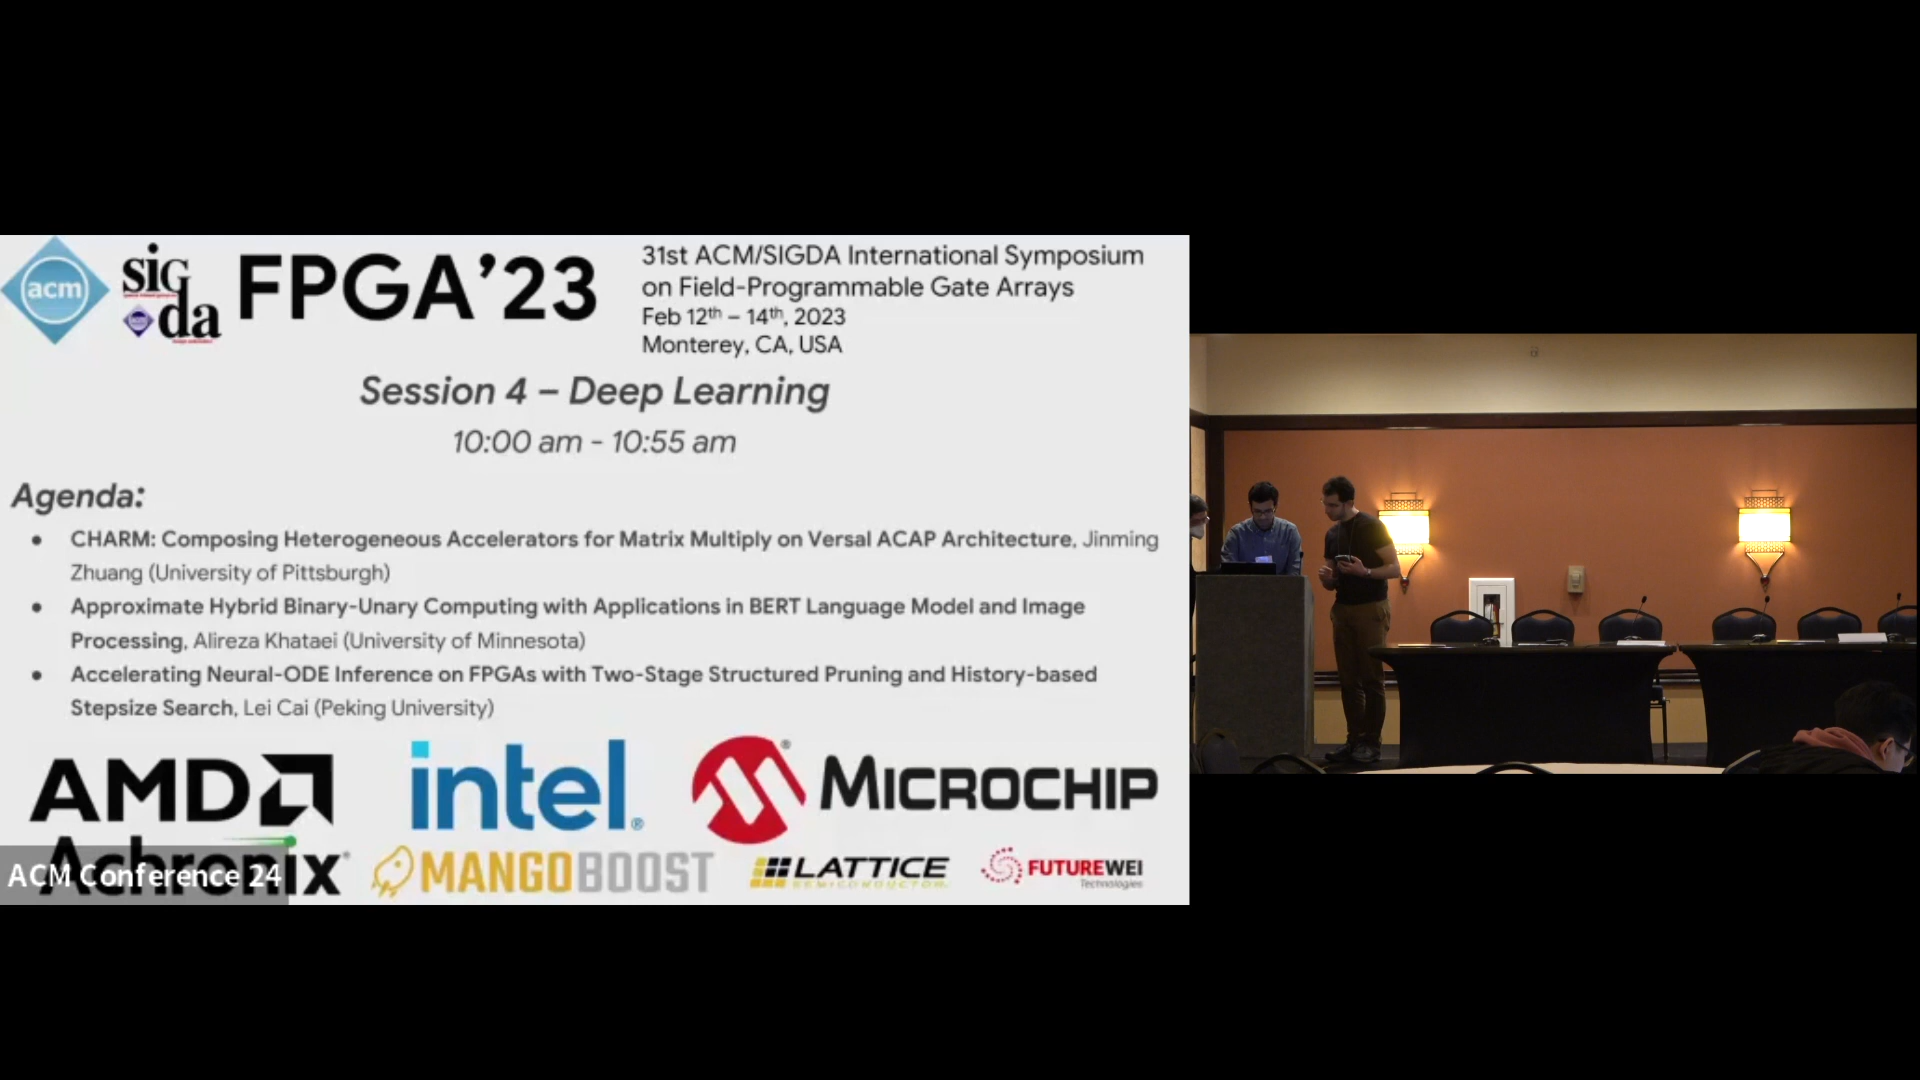 acm
sigda
FPGA'23
31st ACM/SIGDA International Symposium
on Field-Programmable Gate Arrays
Feb 12th – 14th, 2023
Monterey, CA, USA
Session 4 – Deep Learning
10:00 am - 10:55 am
Agenda:
• CHARM: Composing Heterogeneous Accelerators for Matrix Multiply on Versal ACAP Architecture, Jinming
Zhuang (University of Pittsburgh)
• Approximate Hybrid Binary-Unary Computing with Applications in BERT Language Model and Image
Processing, Alireza Khataei (University of Minnesota)
• Accelerating Neural-ODE Inference on FPGAs with Two-Stage Structured Pruning and History-based
Stepsize Search, Lei Cai (Peking University)
AMD
intel®
MICROCHIP®
Achronix®
MANGOBOOST
LATTICE
SEMICONDUCTOR
FUTUREWEI
Technologies
ACM Conference 24